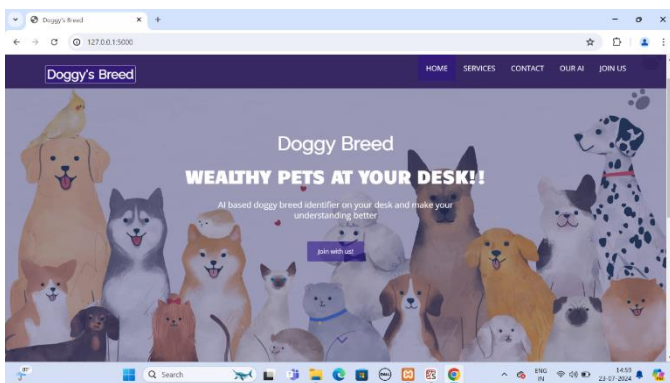 Doggy's Breed
127.0.0.1:5000
Doggy's Breed
HOME SERVICES CONTACT OUR AI JOIN US
Doggy Breed
WEALTHY PETS AT YOUR DESK!!
AI based doggy breed identifier on your desk and make your
understanding better
Join with us!
Search
ENG
IN
14:59
23-07-2024